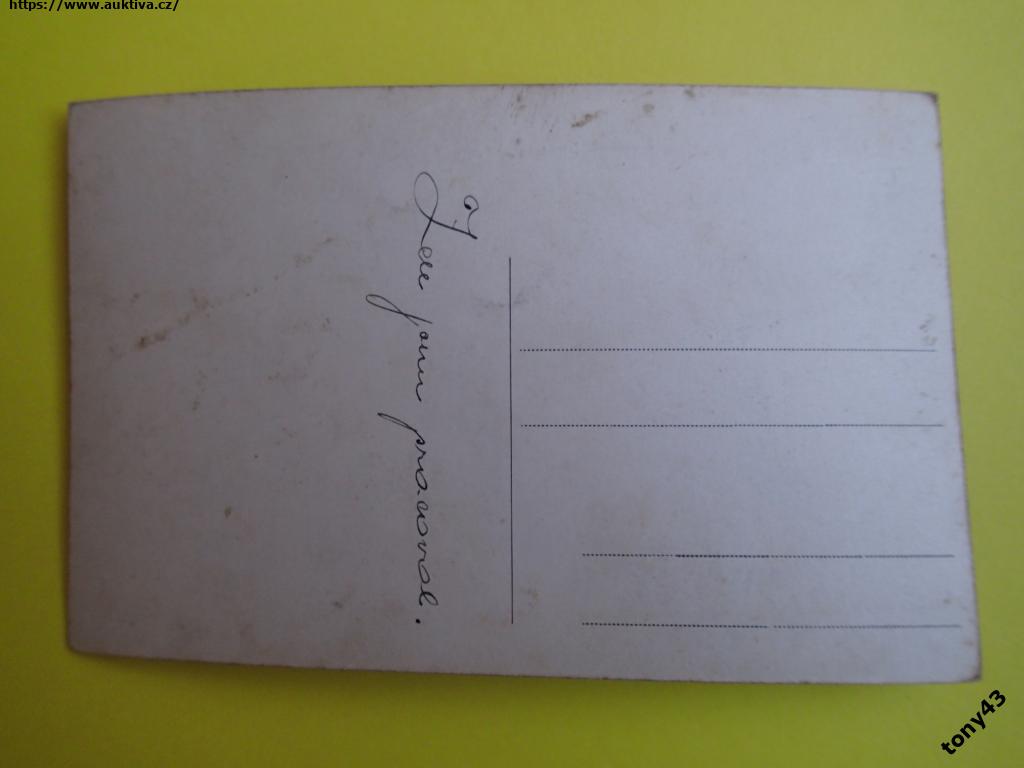 https://www.auktiva.cz/
Zde jsem pracoval.
tony43